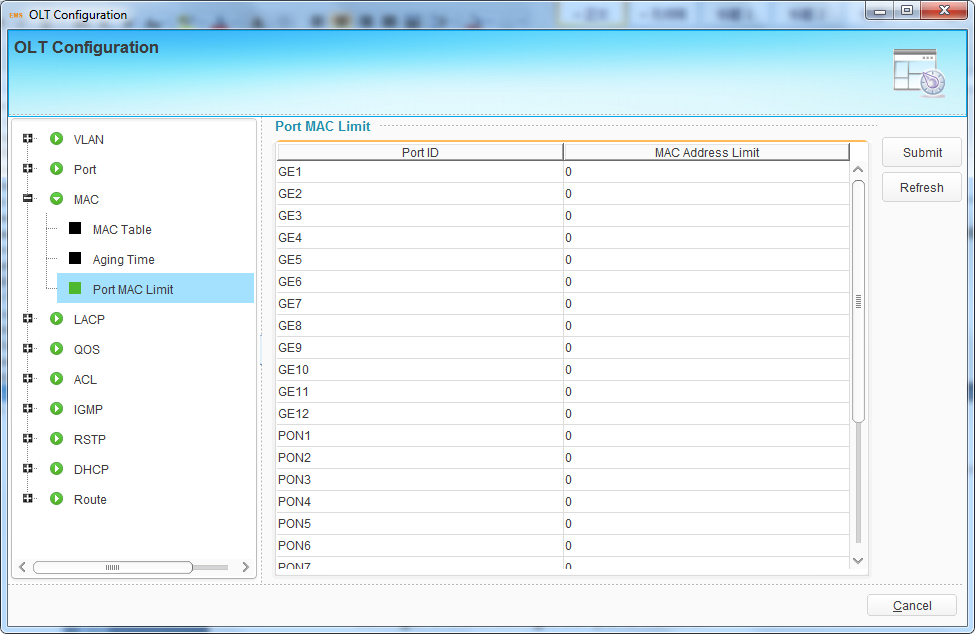 EMS OLT Configuration
OLT Configuration
VLAN
Port
MAC
MAC Table
Aging Time
Port MAC Limit
LACP
QOS
ACL
IGMP
RSTP
DHCP
Route
Port MAC Limit
Port ID MAC Address Limit
GE1 0
GE2 0
GE3 0
GE4 0
GE5 0
GE6 0
GE7 0
GE8 0
GE9 0
GE10 0
GE11 0
GE12 0
PON1 0
PON2 0
PON3 0
PON4 0
PON5 0
PON6 0
PON7 0
Submit
Refresh
Cancel